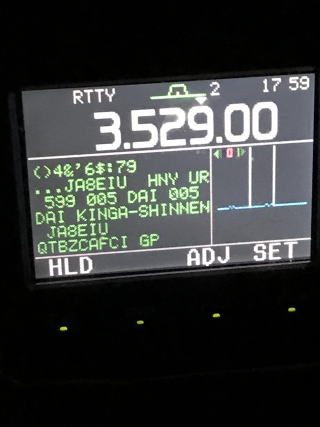 RTTY 2 17 59
3.529.00
()4&'6$:79
...JA8EIU HNY UR
599 005 DAI 005
DAI KINGA-SHINNEN
JA8EIU
QTBZCAFCI GP
HLD ADJ SET